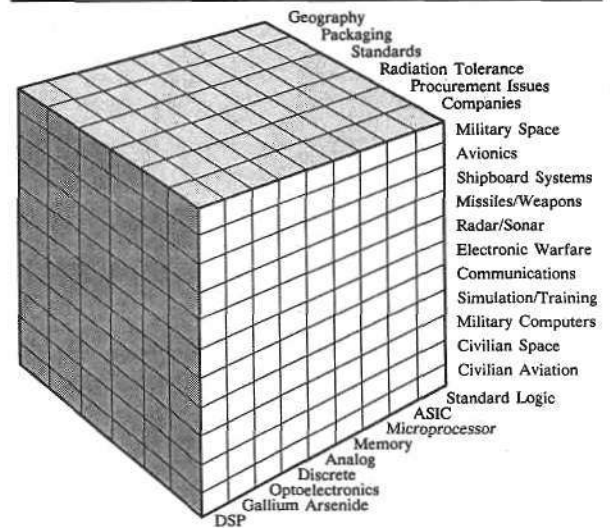 Geography
Packaging
Standards
Radiation Tolerance
Procurement Issues
Companies
Military Space
Avionics
Shipboard Systems
Missiles/Weapons
Radar/Sonar
Electronic Warfare
Communications
Simulation/Training
Military Computers
Civilian Space
Civilian Aviation
Standard Logic
ASIC
Microprocessor
Memory
Analog
Discrete
Optoelectronics
Gallium Arsenide
DSP